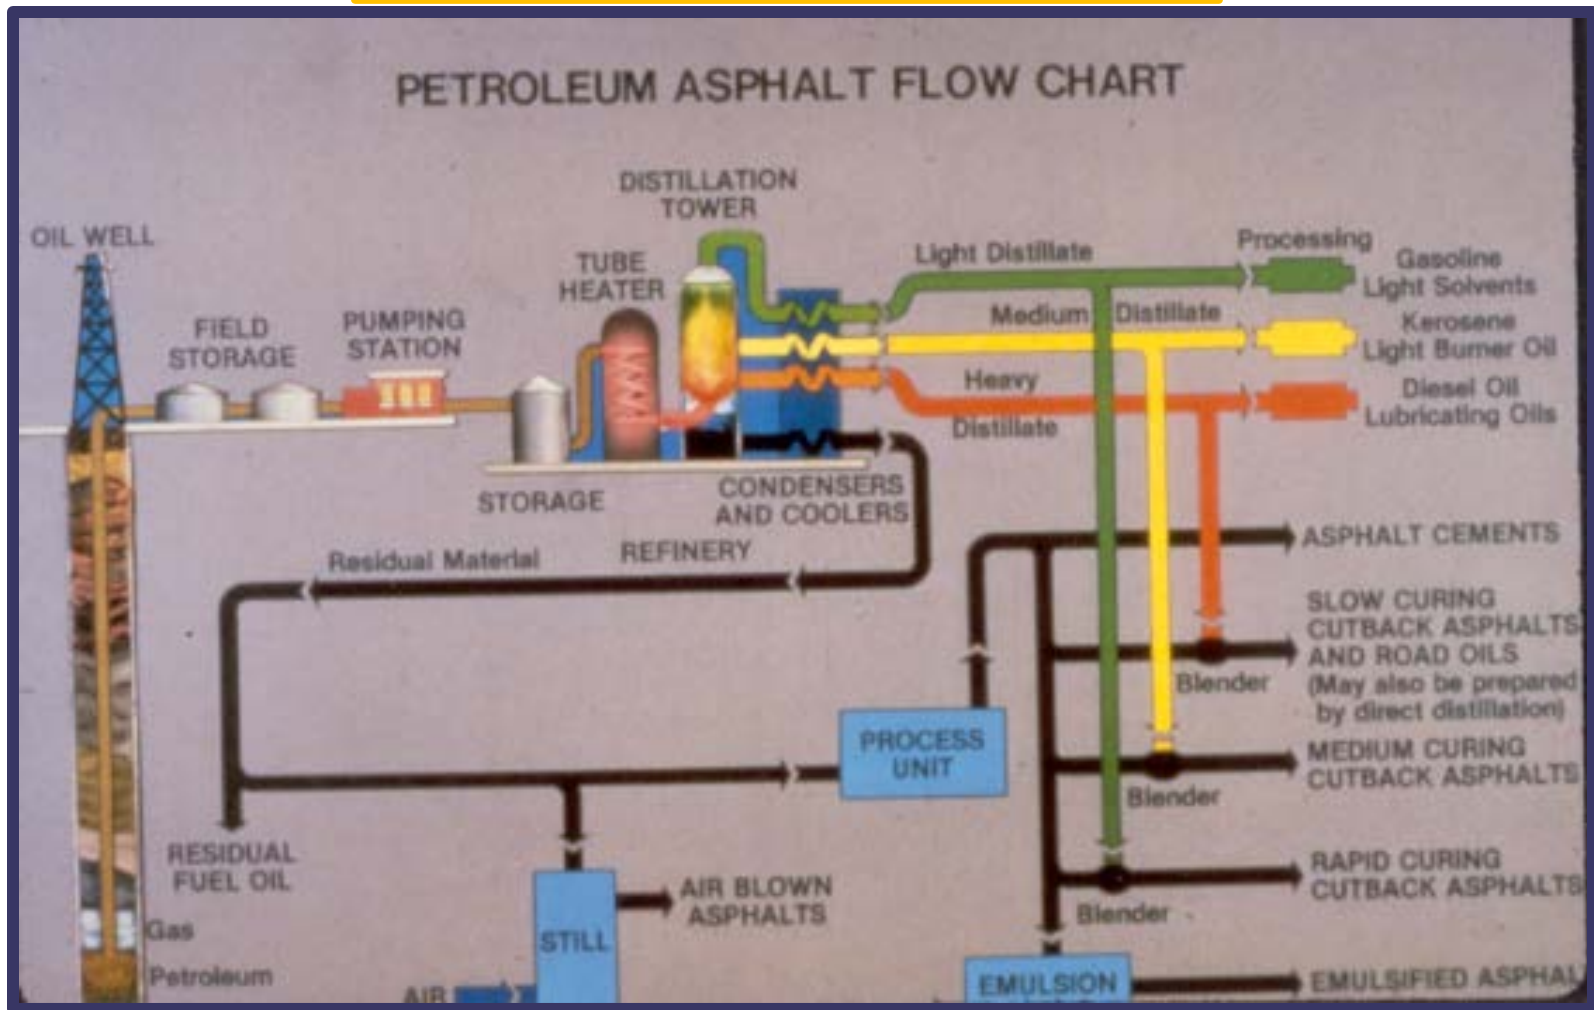 PETROLEUM ASPHALT FLOW CHART
DISTILLATION
TOWER
OIL WELL
TUBE
HEATER
FIELD
STORAGE
PUMPING
STATION
Light Distillate
Processing
Gasoline
Light Solvents
Medium Distillate
Kerosene
Light Burner Oil
Heavy
Distillate
Diesel Oil
Lubricating Oils
STORAGE
CONDENSERS
AND COOLERS
REFINERY
Residual Material
ASPHALT CEMENTS
SLOW CURING
CUTBACK ASPHALTS
AND ROAD OILS
(May also be prepared
by direct distillation)
Blender
PROCESS
UNIT
MEDIUM CURING
CUTBACK ASPHALTS
Blender
RESIDUAL
FUEL OIL
AIR BLOWN
ASPHALTS
RAPID CURING
CUTBACK ASPHALTS
Blender
Gas
STILL
Petroleum
AIR
EMULSION
EMULSIFIED ASPHAL